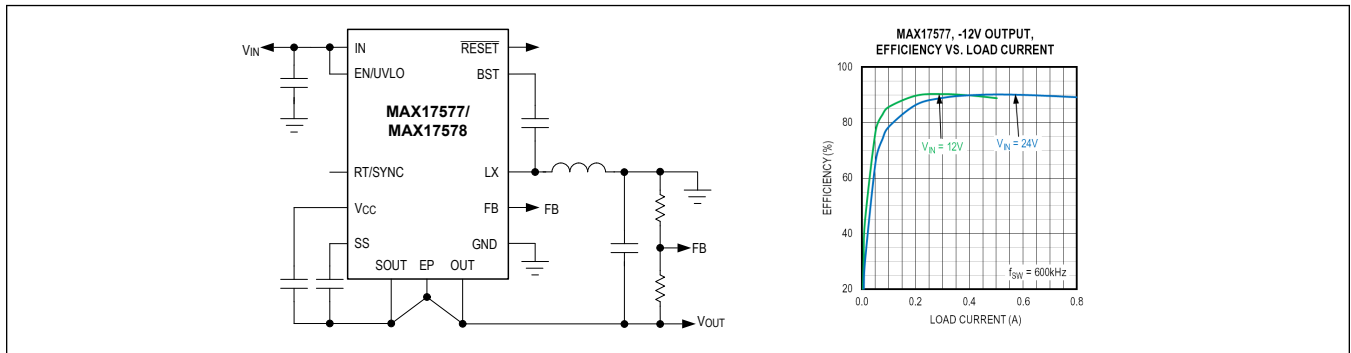 VIN
IN
RESET
EN/UVLO
BST
MAX17577/
MAX17578
RT/SYNC
LX
VCC
FB
FB
SS
GND
FB
SOUT EP OUT
VOUT
MAX17577, -12V OUTPUT,
EFFICIENCY VS. LOAD CURRENT
100
80
60
40
20
EFFICIENCY (%)
VIN = 12V
VIN = 24V
fSW = 600kHz
0.0 0.2 0.4 0.6 0.8
LOAD CURRENT (A)